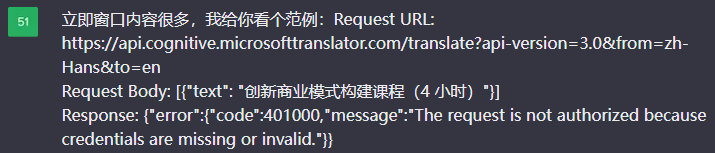 51
立即窗口内容很多，我给你看个范例：Request URL:
https://api.cognitive.microsofttranslator.com/translate?api-version=3.0&from=zh-
Hans&to=en
Request Body: [{"text": "创新商业模式构建课程（4 小时）"}]
Response: {"error":{"code":401000,"message":"The request is not authorized because
credentials are missing or invalid."}}